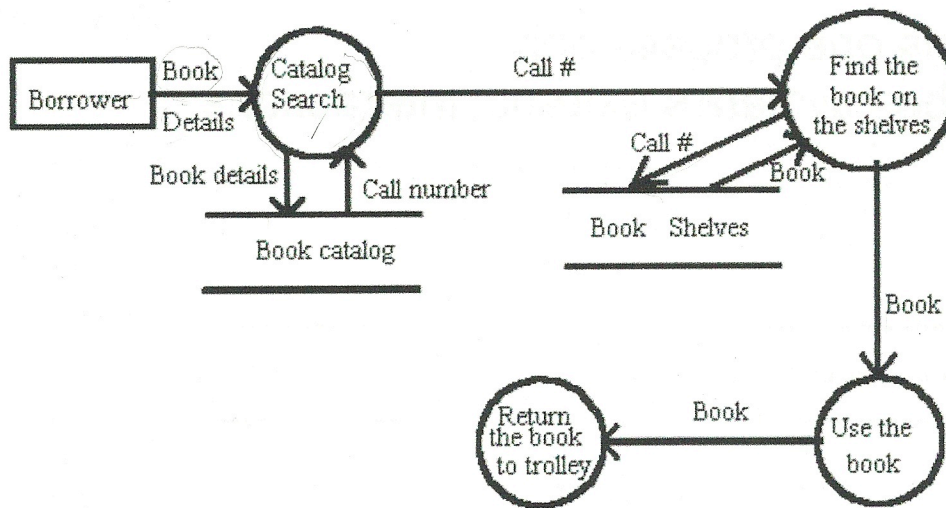 Borrower
Book
Details
Catalog
Search
Call #
Find the
book on
the shelves
Book details
Call number
Book catalog
Call #
Book
Book Shelves
Book
Use the
book
Book
Return
the book
to trolley